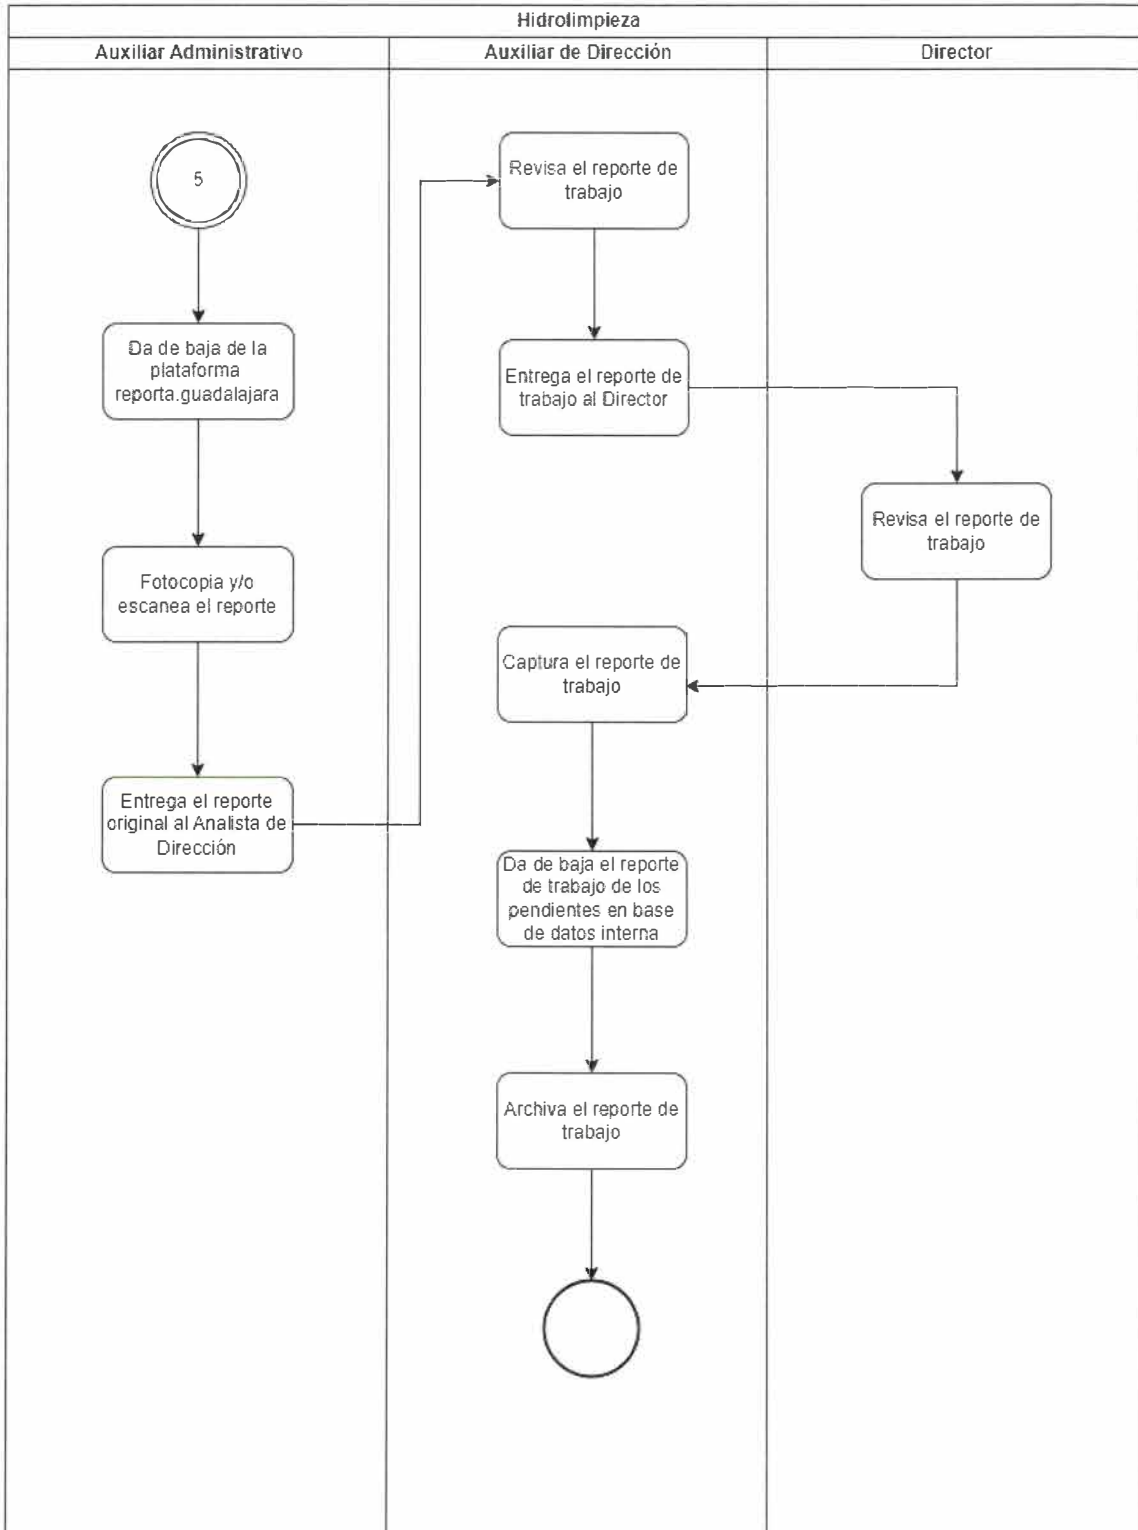 Hidrolimpieza
Auxiliar Administrativo
Auxiliar de Dirección
Director
5
Da de baja de la
plataforma
reporta.guadalajara
Fotocopia y/o
escanea el reporte
Entrega el reporte
original al Analista de
Dirección
Revisa el reporte de
trabajo
Entrega el reporte de
trabajo al Director
Revisa el reporte de
trabajo
Captura el reporte de
trabajo
Da de baja el reporte
de trabajo de los
pendientes en base
de datos interna
Archiva el reporte de
trabajo